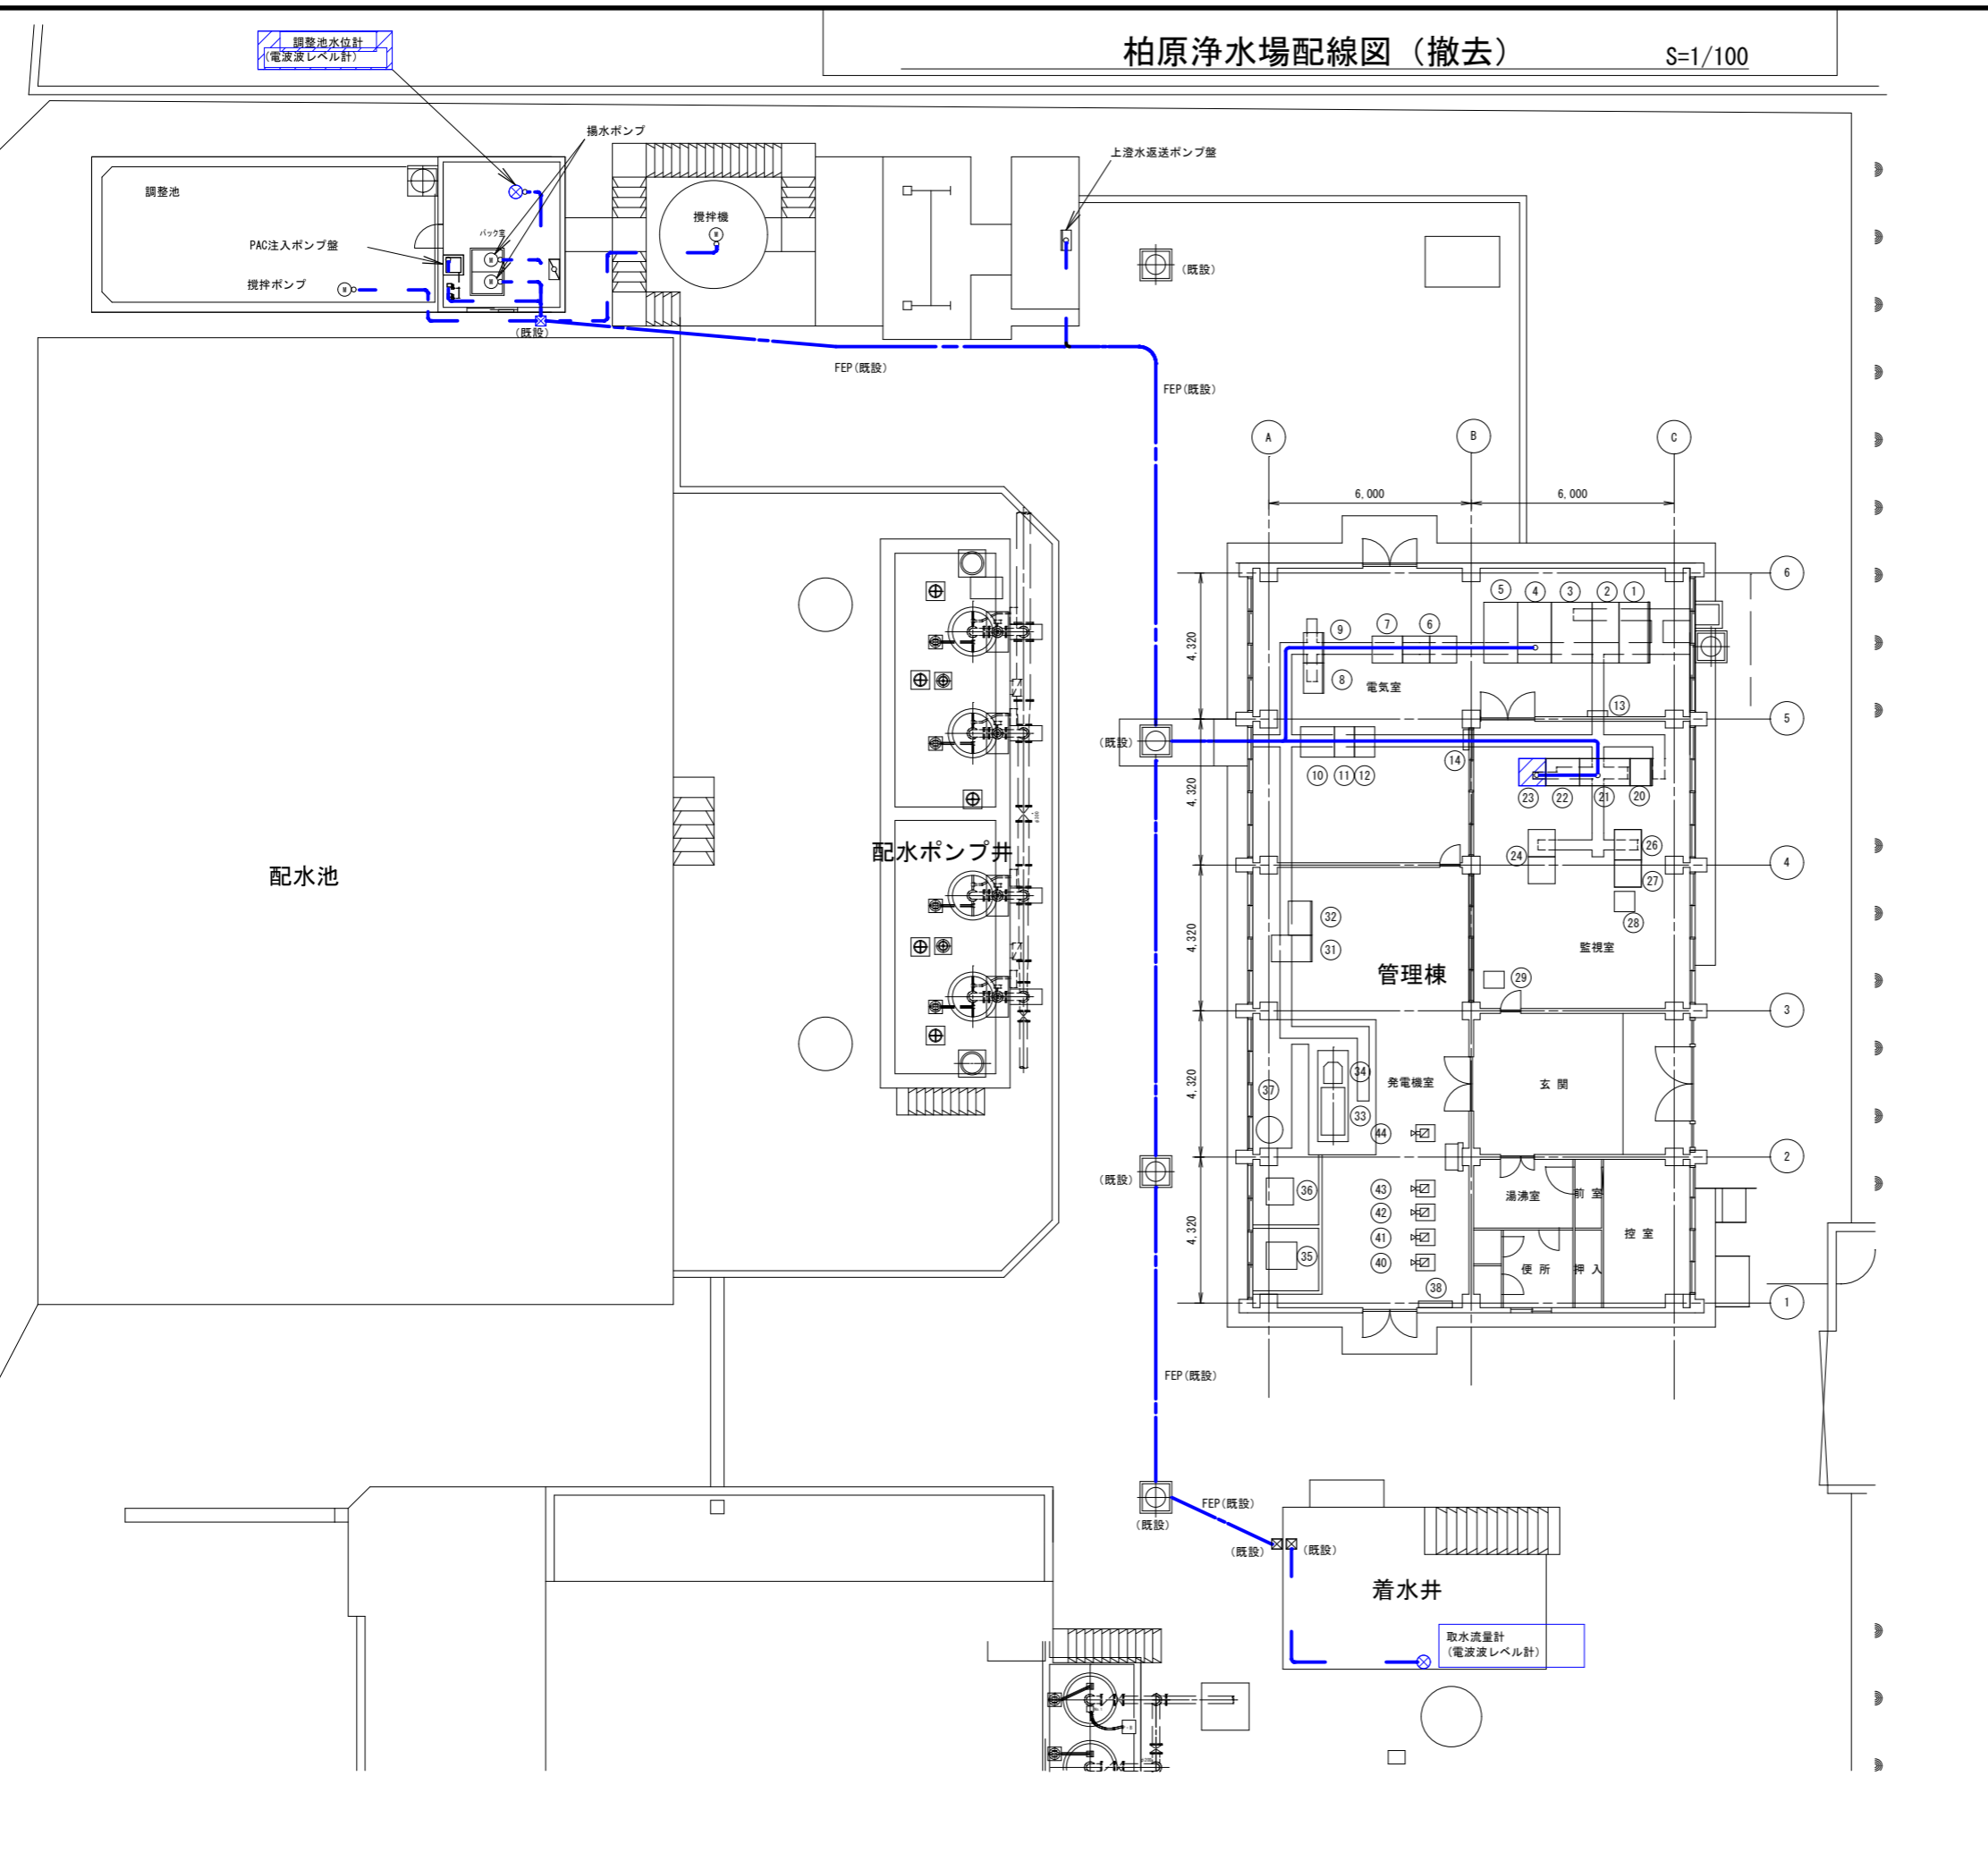 柏原浄水場配線図（撤去）　S=1/100
調整池水位計
(電波波レベル計)
揚水ポンプ
上澄水返送ポンプ盤
調整池
攪拌機
M
パック室
PAC注入ポンプ盤
M
攪拌ポンプ
M
M
(既設)
(既設)
FEP(既設)
FEP(既設)
A
B
C
6,000
6,000
6
5
4
3
2
1
4,320
9
7
6
8
電気室
13
5
(既設)
10
11
12
14
4,320
23
22
21
20
配水ポンプ井
配水池
24
26
4
27
32
28
31
4,320
監視室
管理棟
29
3
34
発電機室
玄 関
37
4,320
33
44
2
(既設)
36
43
湯沸室
前 室
42
4,320
41
控 室
35
40
便 所
押 入
38
1
FEP(既設)
FEP(既設)
(既設)
(既設)
(既設)
着水井
取水流量計
(電波波レベル計)